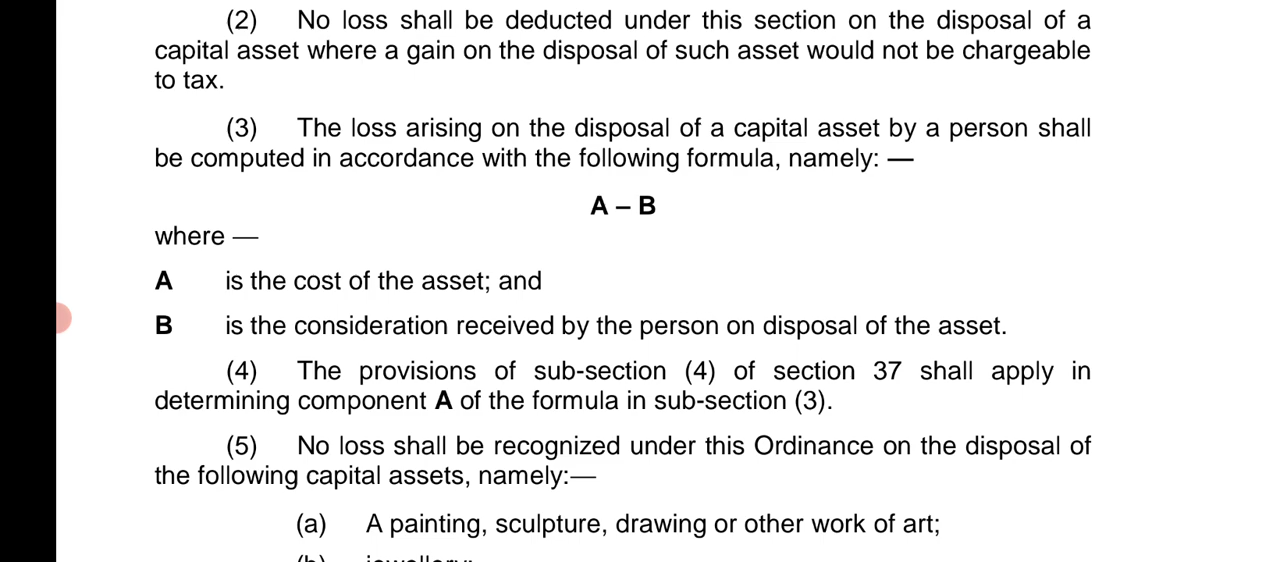 (2) No loss shall be deducted under this section on the disposal of a
capital asset where a gain on the disposal of such asset would not be chargeable
to tax.
(3) The loss arising on the disposal of a capital asset by a person shall
be computed in accordance with the following formula, namely: —
A – B
where —
A is the cost of the asset; and
B is the consideration received by the person on disposal of the asset.
(4) The provisions of sub-section (4) of section 37 shall apply in
determining component A of the formula in sub-section (3).
(5) No loss shall be recognized under this Ordinance on the disposal of
the following capital assets, namely:—
(a) A painting, sculpture, drawing or other work of art;
(b) jewellery;